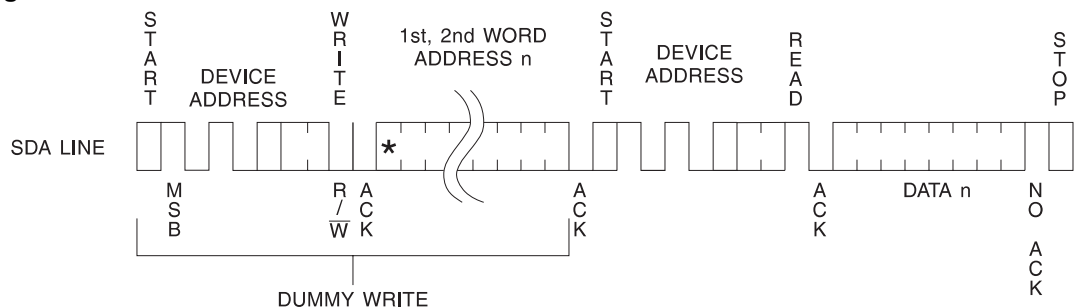 g
START
WRITE
1st, 2nd WORD
ADDRESS n
START
READ
STOP
DEVICE
ADDRESS
DEVICE
ADDRESS
SDA LINE
*
MSB
R/W
ACK
ACK
ACK
DATA n
NO ACK
DUMMY WRITE